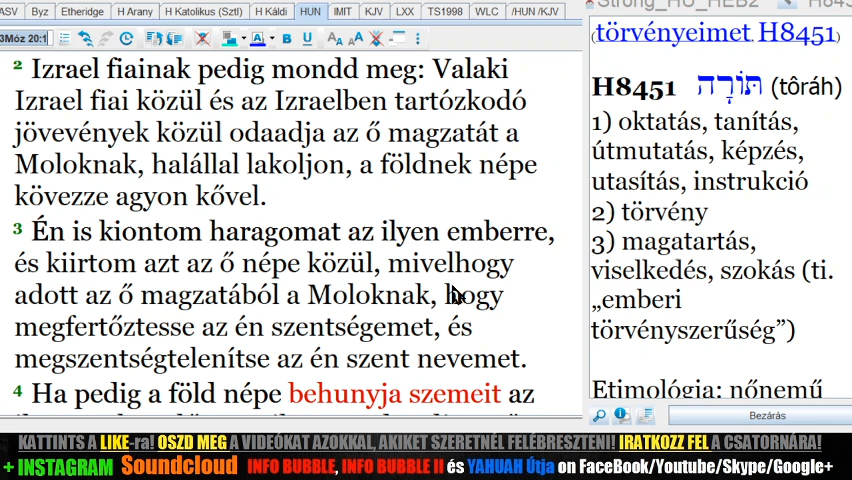 ASV Byz Etheridge H Arany H Katolikus (Sztl) H Káldi HUN IMIT KJV LXX TS1998 WLC /HUN /KJV
3Móz 20:1
2 Izrael fiainak pedig mondd meg: Valaki
Izrael fiai közül és az Izraelben tartózkodó
jövevények közül odaadja az ő magzatát a
Moloknak, halállal lakoljon, a földnek népe
kövezze agyon kővel.
3 Én is kiontom haragomat az ilyen emberre,
és kiirtom azt az ő népe közül, mivelhogy
adott az ő magzatából a Moloknak, hogy
megfertőztesse az én szentségemet, és
megszentségtelenítse az én szent nevemet.
4 Ha pedig a föld népe behunyja szemeit az
Strong_HU_HEB2
(törvényeimet, H8451)
H8451 תּוֹרָה (tôráh)
1) oktatás, tanítás,
útmutatás, képzés,
utasítás, instrukció
2) törvény
3) magatartás,
viselkedés, szokás (ti.
„emberi
törvényszerűség”)
Etimológia: nőnemű
Bezárás
KATTINTS A LIKE-ra! OSZD MEG A VIDEÓKAT AZOKKAL, AKIKET SZERETNÉL FELÉBRESZTENI! IRATKOZZ FEL A CSATORNÁRA!
+ INSTAGRAM Soundcloud INFO BUBBLE, INFO BUBBLE II és YAHUAH Útja on FaceBook/Youtube/Skype/Google+